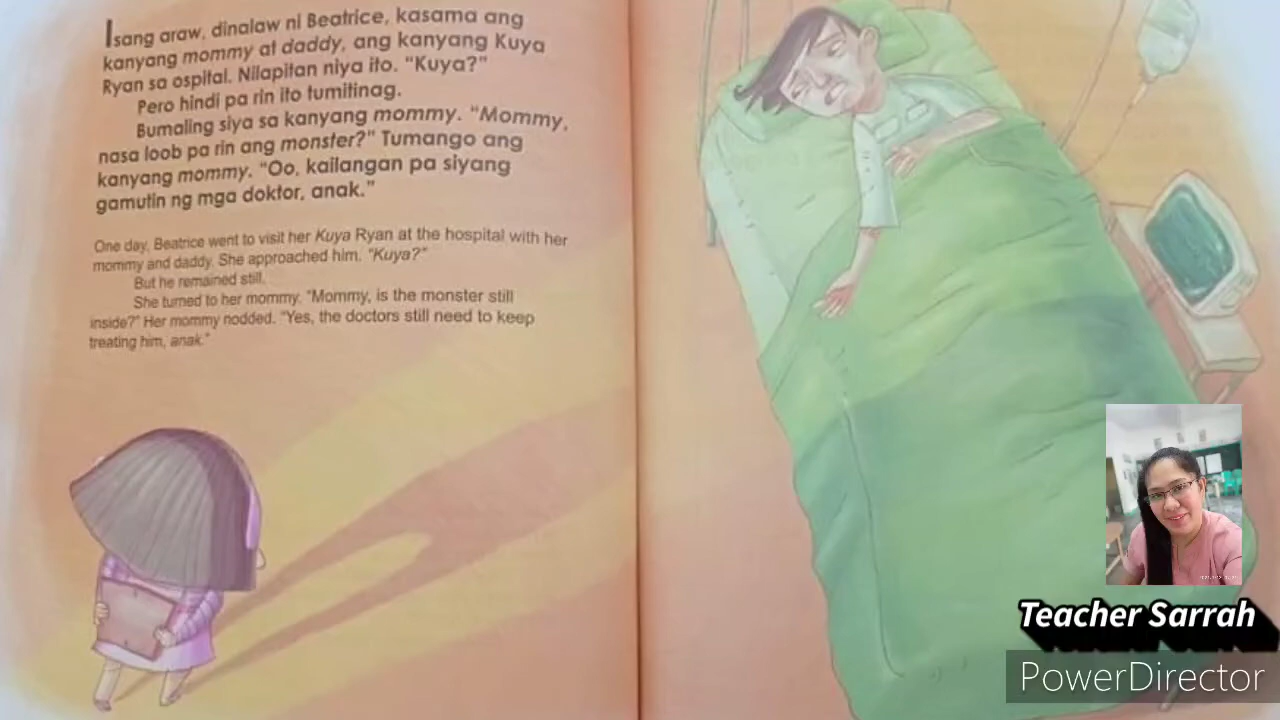 Isang araw, dinalaw ni Beatrice, kasama ang
kanyang mommy at daddy, ang kanyang Kuya
Ryan sa ospital. Nilapitan niya ito. “Kuya?”
Pero hindi pa rin ito tumitinag.
Bumaling siya sa kanyang mommy. “Mommy,
nasa loob pa rin ang monster?” Tumango ang
kanyang mommy. “Oo, kailangan pa siyang
gamutin ng mga doktor, anak.”
One day, Beatrice went to visit her Kuya Ryan at the hospital with her
mommy and daddy. She approached him. “Kuya?”
But he remained still.
She turned to her mommy. “Mommy, is the monster still
inside?” Her mommy nodded. “Yes, the doctors still need to keep
treating him, anak.”
Teacher Sarrah
PowerDirector